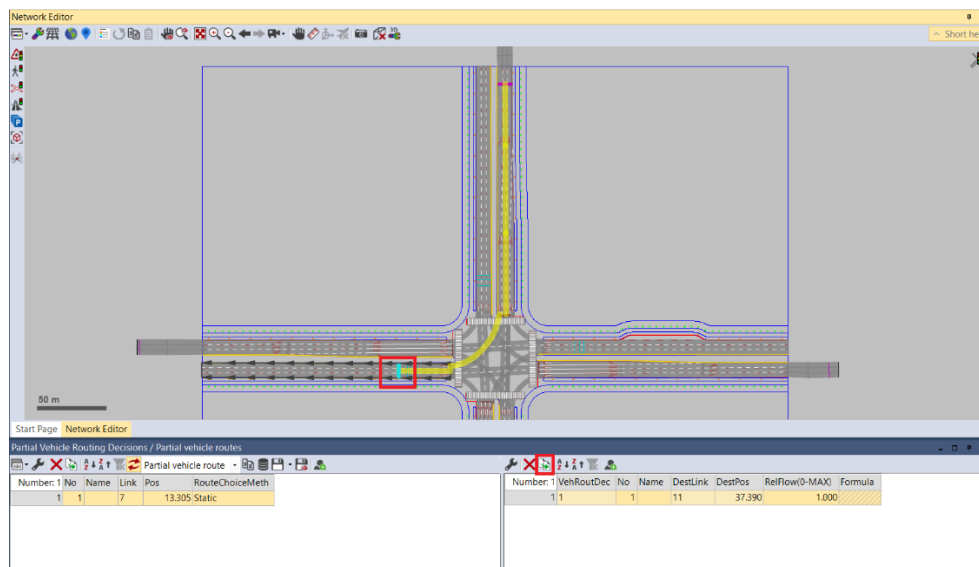 Network Editor
Short he
50 m
Start Page Network Editor
Partial Vehicle Routing Decisions / Partial vehicle routes
Partial vehicle route
Number: 1 No Name Link Pos RouteChoiceMeth
1 1 7 13.305 Static
Number: 1 VehRoutDec No Name DestLink DestPos RelFlow(0-MAX) Formula
1 1 1 11 37.390 1.000